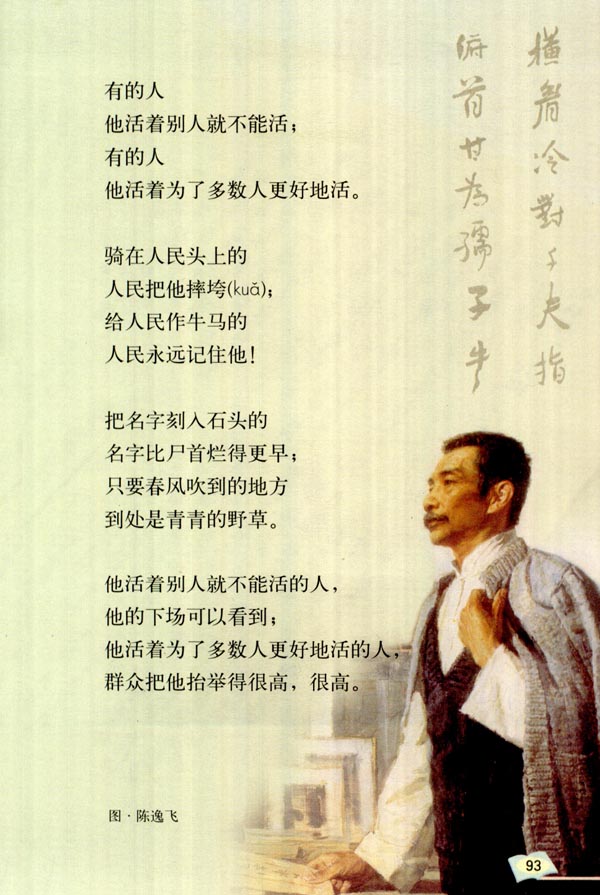 橫眉冷對千夫指
俯首甘為孺子牛
有的人
他活着别人就不能活；
有的人
他活着为了多数人更好地活。
骑在人民头上的
人民把他摔垮(kuǎ)；
给人民作牛马的
人民永远记住他！
把名字刻入石头的
名字比尸首烂得更早；
只要春风吹到的地方
到处是青青的野草。
他活着别人就不能活的人，
他的下场可以看到；
他活着为了多数人更好地活的人，
群众把他抬举得很高，很高。
图·陈逸飞
93